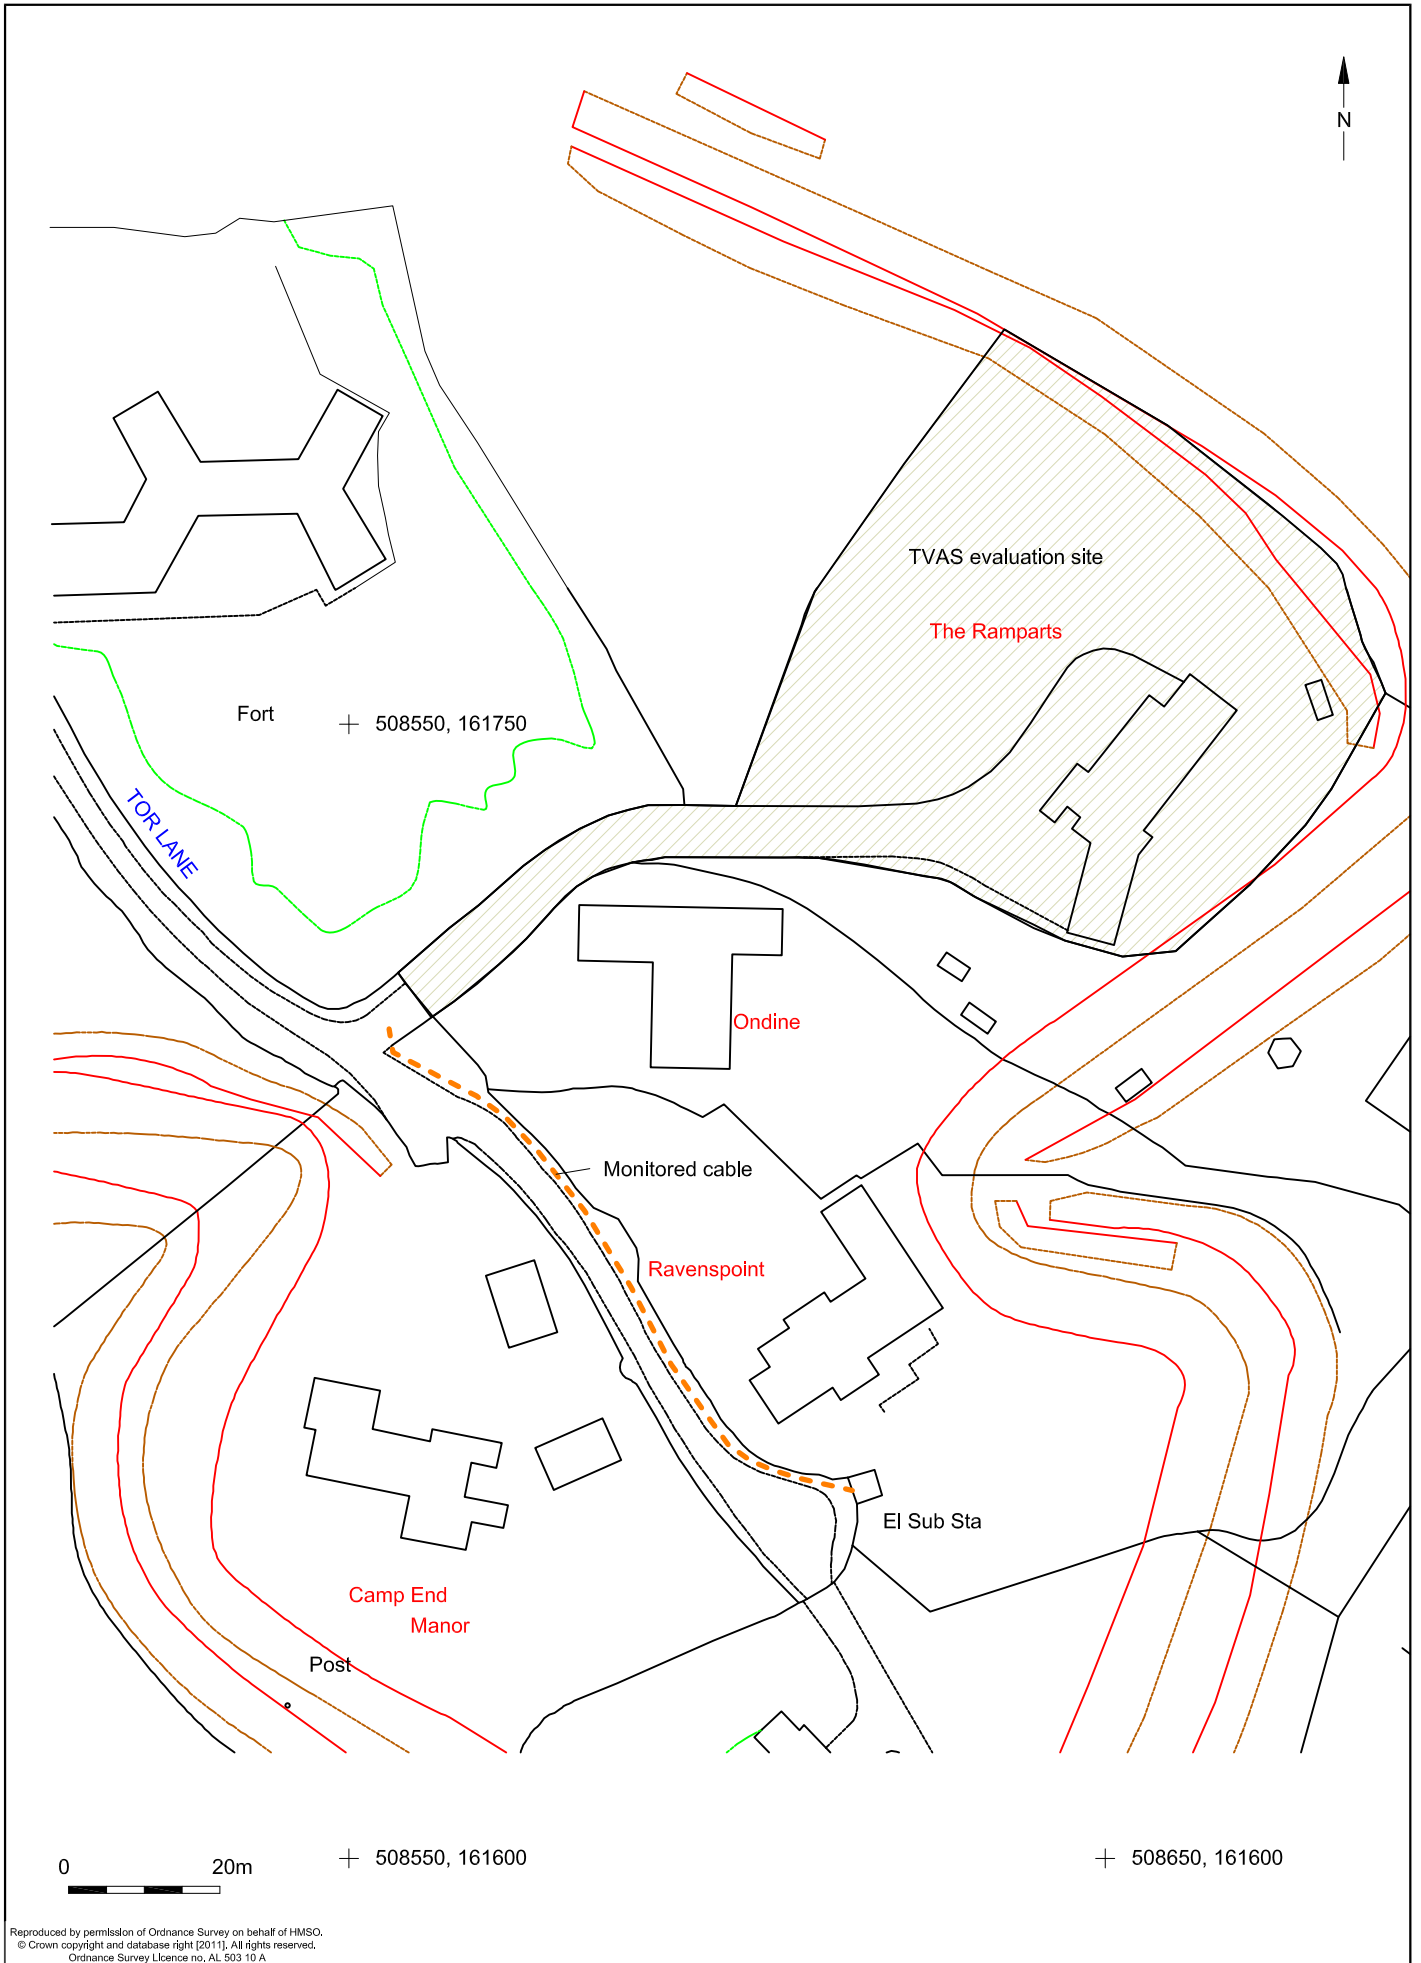 N
TVAS evaluation site
The Ramparts
Fort
508550, 161750
TOR LANE
Ondine
Monitored cable
Ravenspoint
El Sub Sta
Camp End
Manor
Post
0 20m
508550, 161600
508650, 161600
Reproduced by permission of Ordnance Survey on behalf of HMSO.
© Crown copyright and database right [2011]. All rights reserved.
Ordnance Survey Licence no. AL 503 10 A